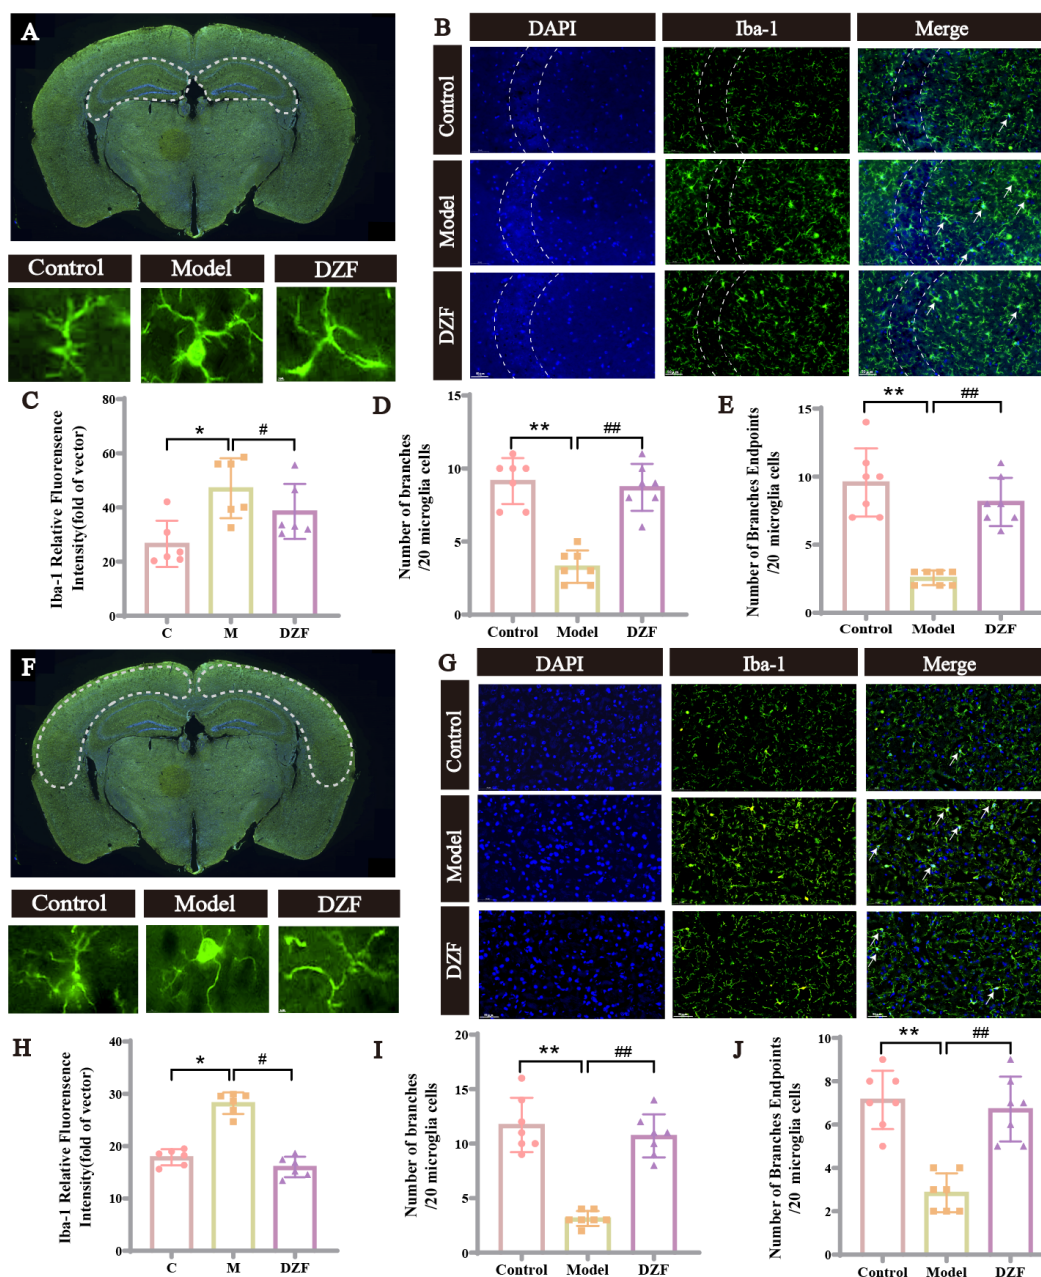 A
Control Model DZF
B
DAPI Iba-1 Merge
Control
Model
DZF
C
Iba-1 Relative Fluorensence
Intensity(fold of vector)
80
60
40
20
0
* #
C M DZF
D
Number of branches
/20 microglia cells
15
10
5
0
** ##
Control Model DZF
E
Number of Branches Endpoints
/20 microglia cells
15
10
5
0
** ##
Control Model DZF
F
Control Model DZF
G
DAPI Iba-1 Merge
Control
Model
DZF
H
Iba-1 Relative Fluorensence
Intensity(fold of vector)
40
30
20
10
0
* #
C M DZF
I
Number of branches
/20 microglia cells
20
15
10
5
0
** ##
Control Model DZF
J
Number of Branches Endpoints
/20 microglia cells
10
8
6
4
2
0
** ##
Control Model DZF